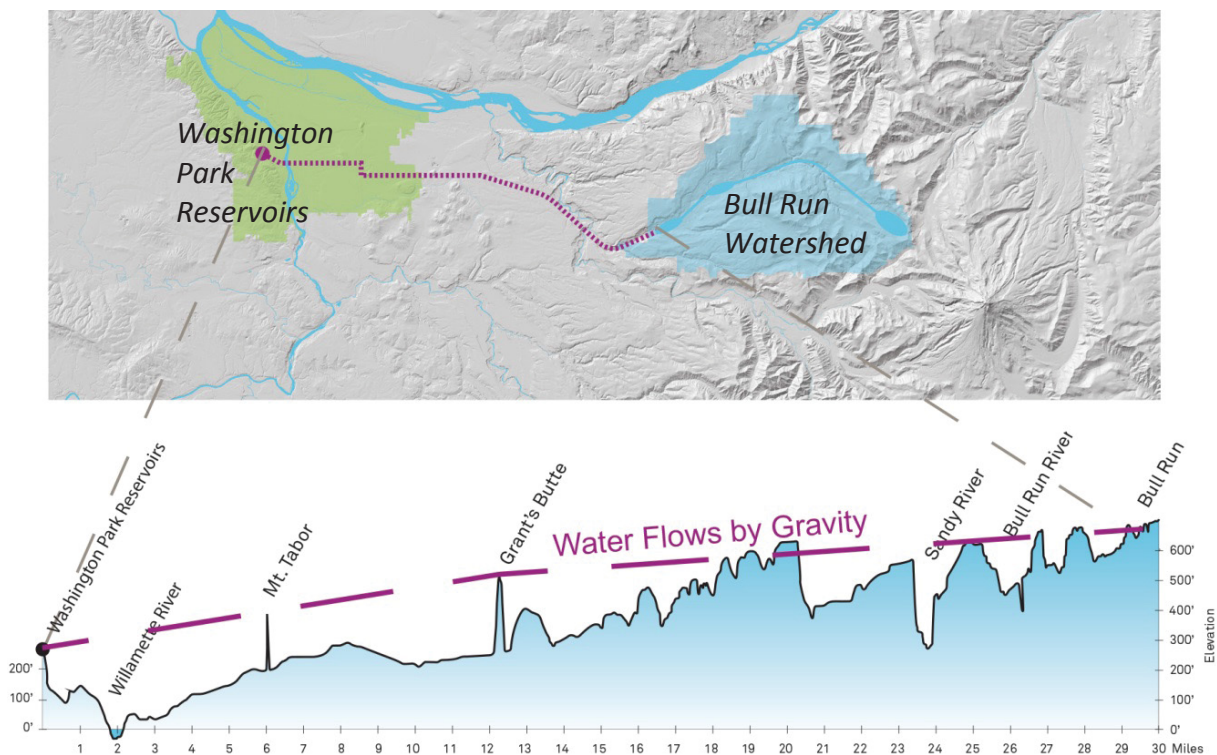 Washington
Park
Reservoirs
Bull Run
Watershed
Washington Park Reservoirs
Willamette River
Mt. Tabor
Grant's Butte
Water Flows by Gravity
Sandy River
Bull Run River
Bull Run
200'
100'
0'
600'
500'
400'
300'
200'
100'
0'
Elevation
1 2 3 4 5 6 7 8 9 10 11 12 13 14 15 16 17 18 19 20 21 22 23 24 25 26 27 28 29 30 Miles